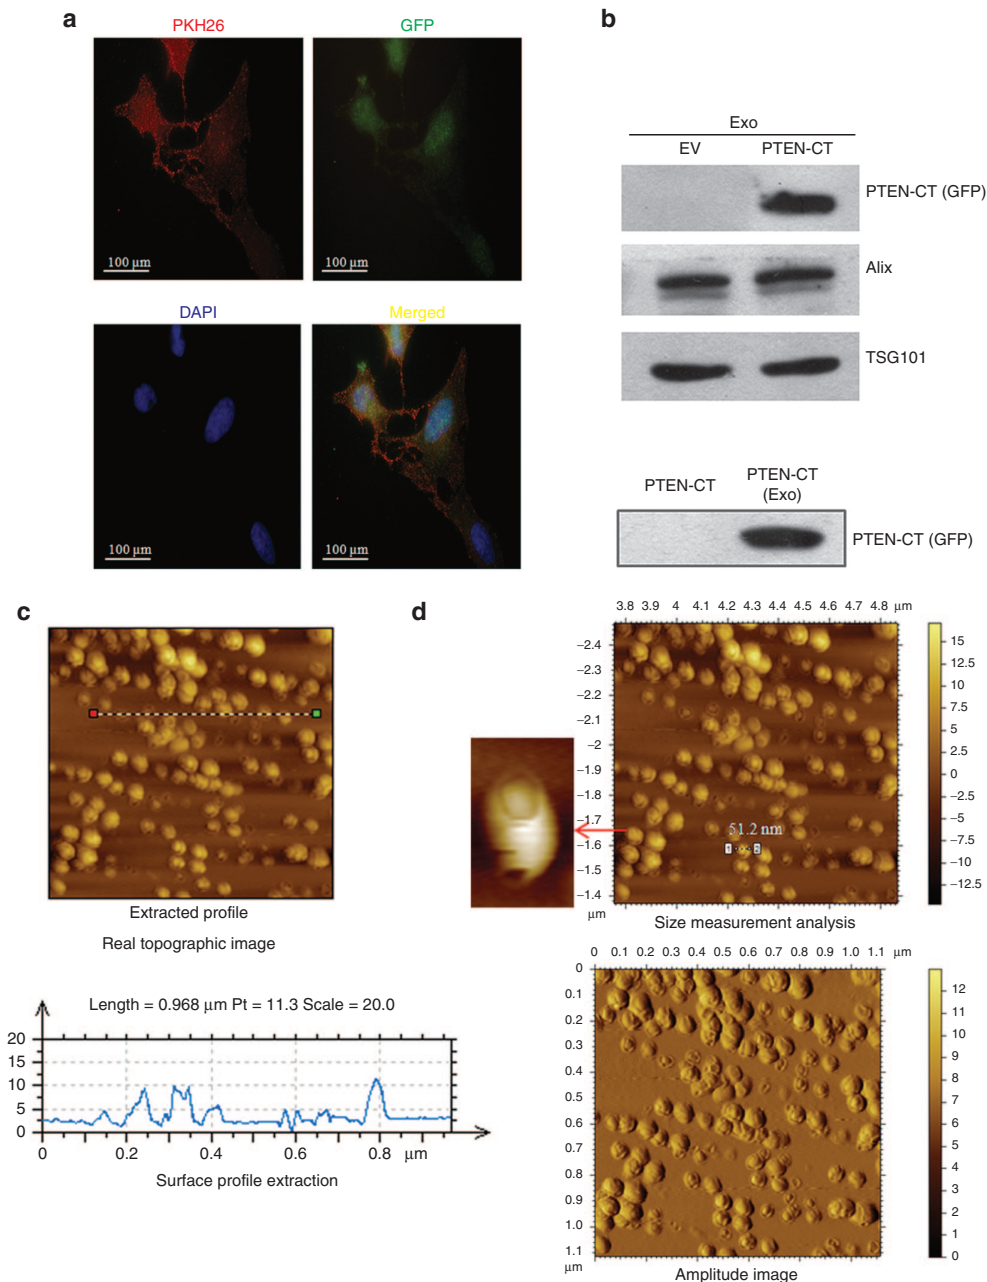 a
PKH26
GFP
100 µm
100 µm
DAPI
Merged
100 µm
100 µm
b
Exo
EV
PTEN-CT
PTEN-CT (GFP)
Alix
TSG101
PTEN-CT
PTEN-CT
(Exo)
PTEN-CT (GFP)
c
Extracted profile
Real topographic image
Length = 0.968 µm Pt = 11.3 Scale = 20.0
20
15
10
5
0
0 0.2 0.4 0.6 0.8 µm
Surface profile extraction
d
3.8 3.9 4 4.1 4.2 4.3 4.4 4.5 4.6 4.7 4.8 µm
−2.4
−2.3
−2.2
−2.1
−2
−1.9
−1.8
−1.7
−1.6
−1.5
−1.4
µm
51.2 nm
1 2
15
12.5
10
7.5
5
2.5
0
−2.5
−5
−7.5
−10
−12.5
Size measurement analysis
0 0.1 0.2 0.3 0.4 0.5 0.6 0.7 0.8 0.9 1.0 1.1 µm
0
0.1
0.2
0.3
0.4
0.5
0.6
0.7
0.8
0.9
1.0
1.1
µm
12
11
10
9
8
7
6
5
4
3
2
1
0
Amplitude image